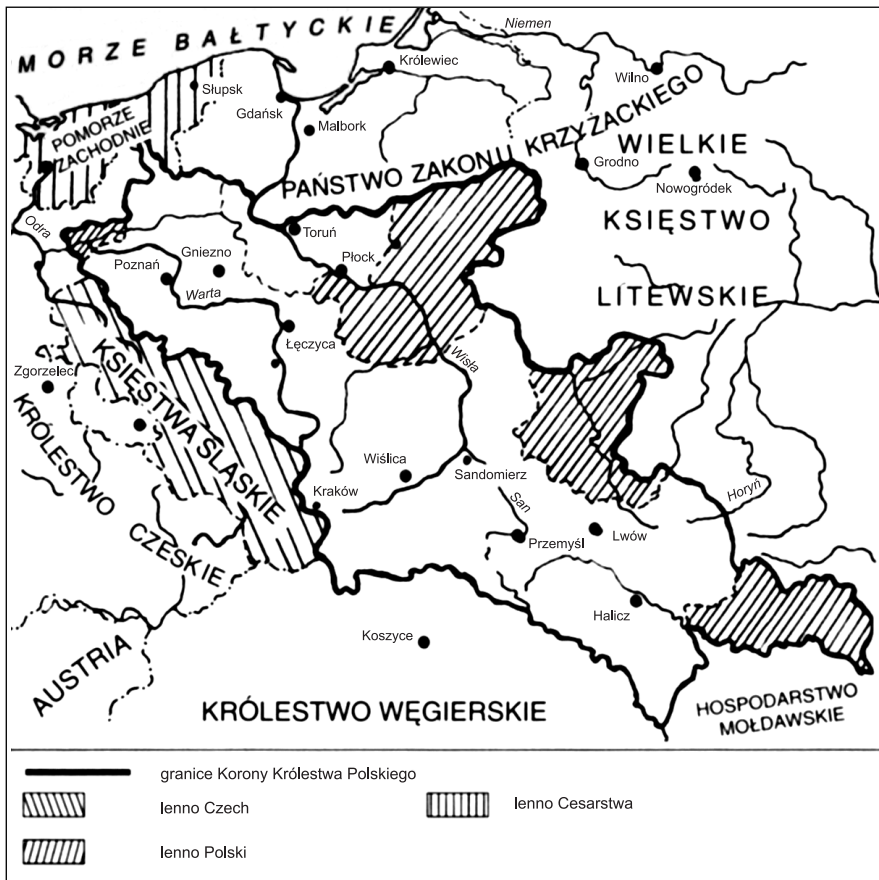 MORZE BAŁTYCKIE
Niemen
Królewiec
Wilno
Słupsk
Gdańsk
Malbork
POMORZE
ZACHODNIE
PAŃSTWO ZAKONU KRZYŻACKIEGO
WIELKIE
Grodno
Nowogródek
KSIĘSTWO
Odra
Toruń
Gniezno
Płock
Poznań
Warta
LITEWSKIE
Łęczyca
Wisła
Zgorzelec
KSIĘSTWA ŚLĄSKIE
KRÓLESTWO
CZESKIE
Wiślica
Sandomierz
Kraków
San
Horyń
Lwów
Przemyśl
Halicz
Koszyce
AUSTRIA
KRÓLESTWO WĘGIERSKIE
HOSPODARSTWO
MOŁDAWSKIE
granice Korony Królestwa Polskiego
lenno Czech
lenno Cesarstwa
lenno Polski